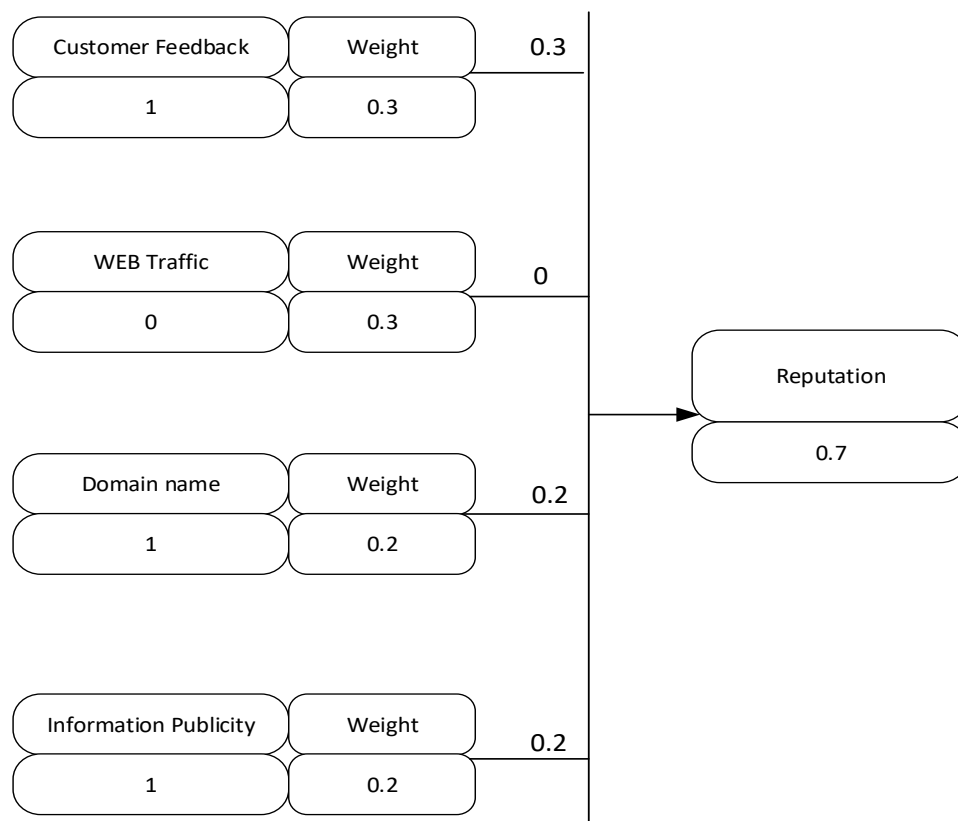 Customer Feedback Weight 0.3
1 0.3
WEB Traffic Weight 0
0 0.3
Reputation
Domain name Weight 0.2
0.7
1 0.2
Information Publicity Weight 0.2
1 0.2